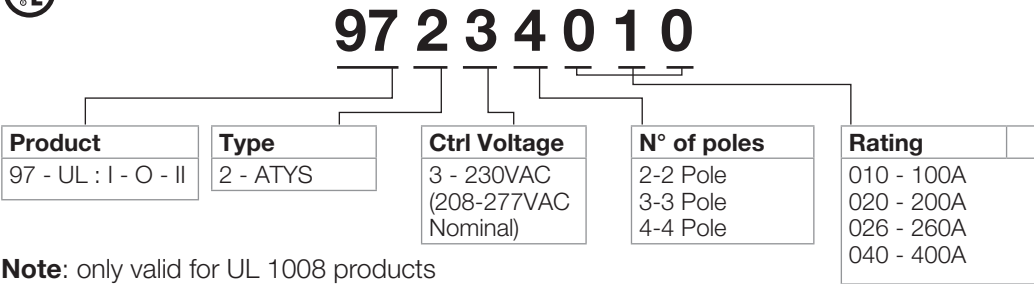 97 2 3 4 0 1 0
Product
97 - UL : I - O - II
Type
2 - ATYS
Ctrl Voltage
3 - 230VAC
(208-277VAC
Nominal)
N° of poles
2-2 Pole
3-3 Pole
4-4 Pole
Rating
010 - 100A
020 - 200A
026 - 260A
040 - 400A
Note: only valid for UL 1008 products